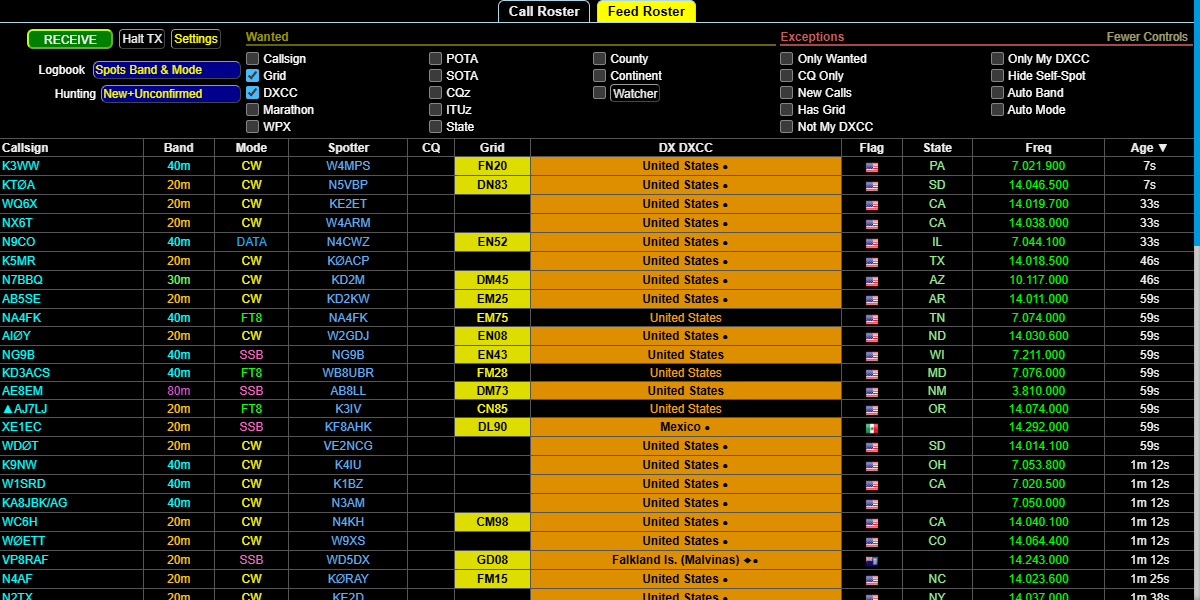 Call Roster Feed Roster
RECEIVE Halt TX Settings
Logbook Spots Band & Mode
Hunting New+Unconfirmed
Wanted
Callsign POTA County
Grid SOTA Continent
DXCC CQz Watcher
Marathon ITUz
WPX State
Exceptions Fewer Controls
Only Wanted Only My DXCC
CQ Only Hide Self-Spot
New Calls Auto Band
Has Grid Auto Mode
Not My DXCC
Callsign Band Mode Spotter CQ Grid DX DXCC Flag State Freq Age ▼
K3WW 40m CW W4MPS FN20 United States ● PA 7.021.900 7s
KTØA 20m CW N5VBP DN83 United States ● SD 14.046.500 7s
WQ6X 20m CW KE2ET United States ● CA 14.019.700 33s
NX6T 20m CW W4ARM United States ● CA 14.038.000 33s
N9CO 40m DATA N4CWZ EN52 United States ● IL 7.044.100 33s
K5MR 20m CW KØACP United States ● TX 14.018.500 46s
N7BBQ 30m CW KD2M DM45 United States ● AZ 10.117.000 46s
AB5SE 20m CW KD2KW EM25 United States ● AR 14.011.000 59s
NA4FK 40m FT8 NA4FK EM75 United States TN 7.074.000 59s
AIØY 20m CW W2GDJ EN08 United States ● ND 14.030.600 59s
NG9B 40m SSB NG9B EN43 United States WI 7.211.000 59s
KD3ACS 40m FT8 WB8UBR FM28 United States MD 7.076.000 59s
AE8EM 80m SSB AB8LL DM73 United States NM 3.810.000 59s
▲AJ7LJ 20m FT8 K3IV CN85 United States OR 14.074.000 59s
XE1EC 20m SSB KF8AHK DL90 Mexico ● 14.292.000 59s
WDØT 20m CW VE2NCG United States ● SD 14.014.100 59s
K9NW 40m CW K4IU United States ● OH 7.053.800 1m 12s
W1SRD 40m CW K1BZ United States ● CA 7.020.500 1m 12s
KA8JBK/AG 40m CW N3AM United States ● 7.050.000 1m 12s
WC6H 20m CW N4KH CM98 United States ● CA 14.040.100 1m 12s
WØETT 20m CW W9XS United States ● CO 14.064.400 1m 12s
VP8RAF 20m SSB WD5DX GD08 Falkland Is. (Malvinas) ◆● 14.243.000 1m 12s
N4AF 20m CW KØRAY FM15 United States ● NC 14.023.600 1m 25s
N2TX 20m CW KE2D United States ● NY 14.037.000 1m 38s